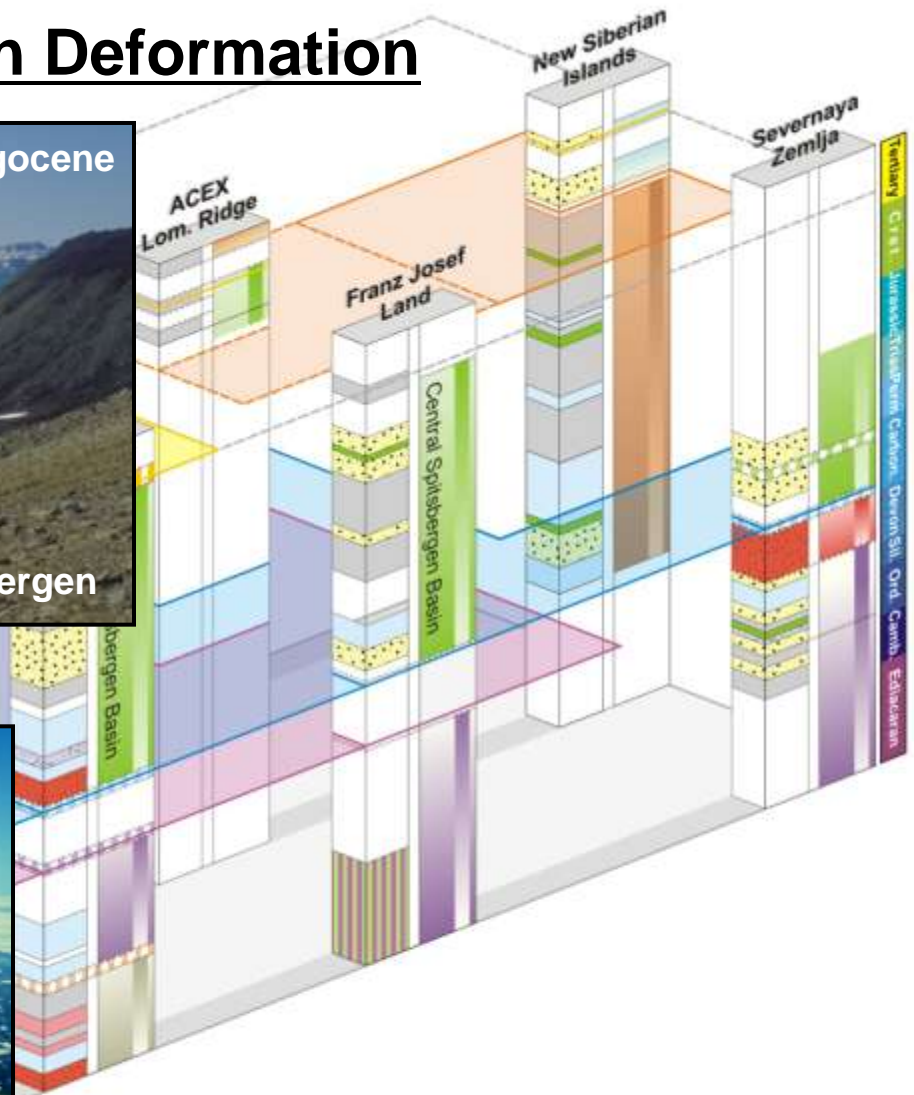 n Deformation
New Siberian
Islands
Severnaya
Zemlja
gocene
ACEX
Lom. Ridge
Franz Josef
Land
Tertiary
Cret.
Jurassic
Trias
Perm
Carbon.
Devon
Sil.
Ord.
Camb.
Ediacaran
Central Spitsbergen Basin
bergen
bergen Basin